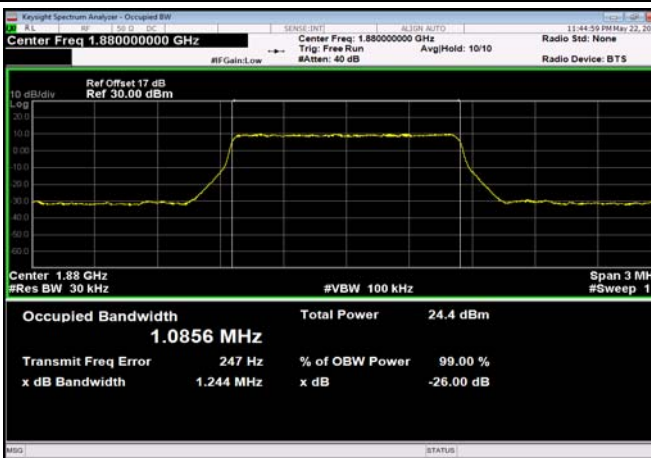 Keysight Spectrum Analyzer - Occupied BW
RL RF 50 Ω DC SENSE:INT ALIGN AUTO 11:44:59 PM May 22, 20
Center Freq 1.880000000 GHz Center Freq: 1.880000000 GHz Radio Std: None
Trig: Free Run Avg|Hold: 10/10
#IFGain:Low #Atten: 40 dB Radio Device: BTS
Ref Offset 17 dB
10 dB/div Ref 30.00 dBm
Log
20.0
10.0
0.00
-10.0
-20.0
-30.0
-40.0
-50.0
-60.0
Center 1.88 GHz Span 3 MH
#Res BW 30 kHz #VBW 100 kHz #Sweep 1
Occupied Bandwidth Total Power 24.4 dBm
1.0856 MHz
Transmit Freq Error 247 Hz % of OBW Power 99.00 %
x dB Bandwidth 1.244 MHz x dB -26.00 dB
MSG STATUS